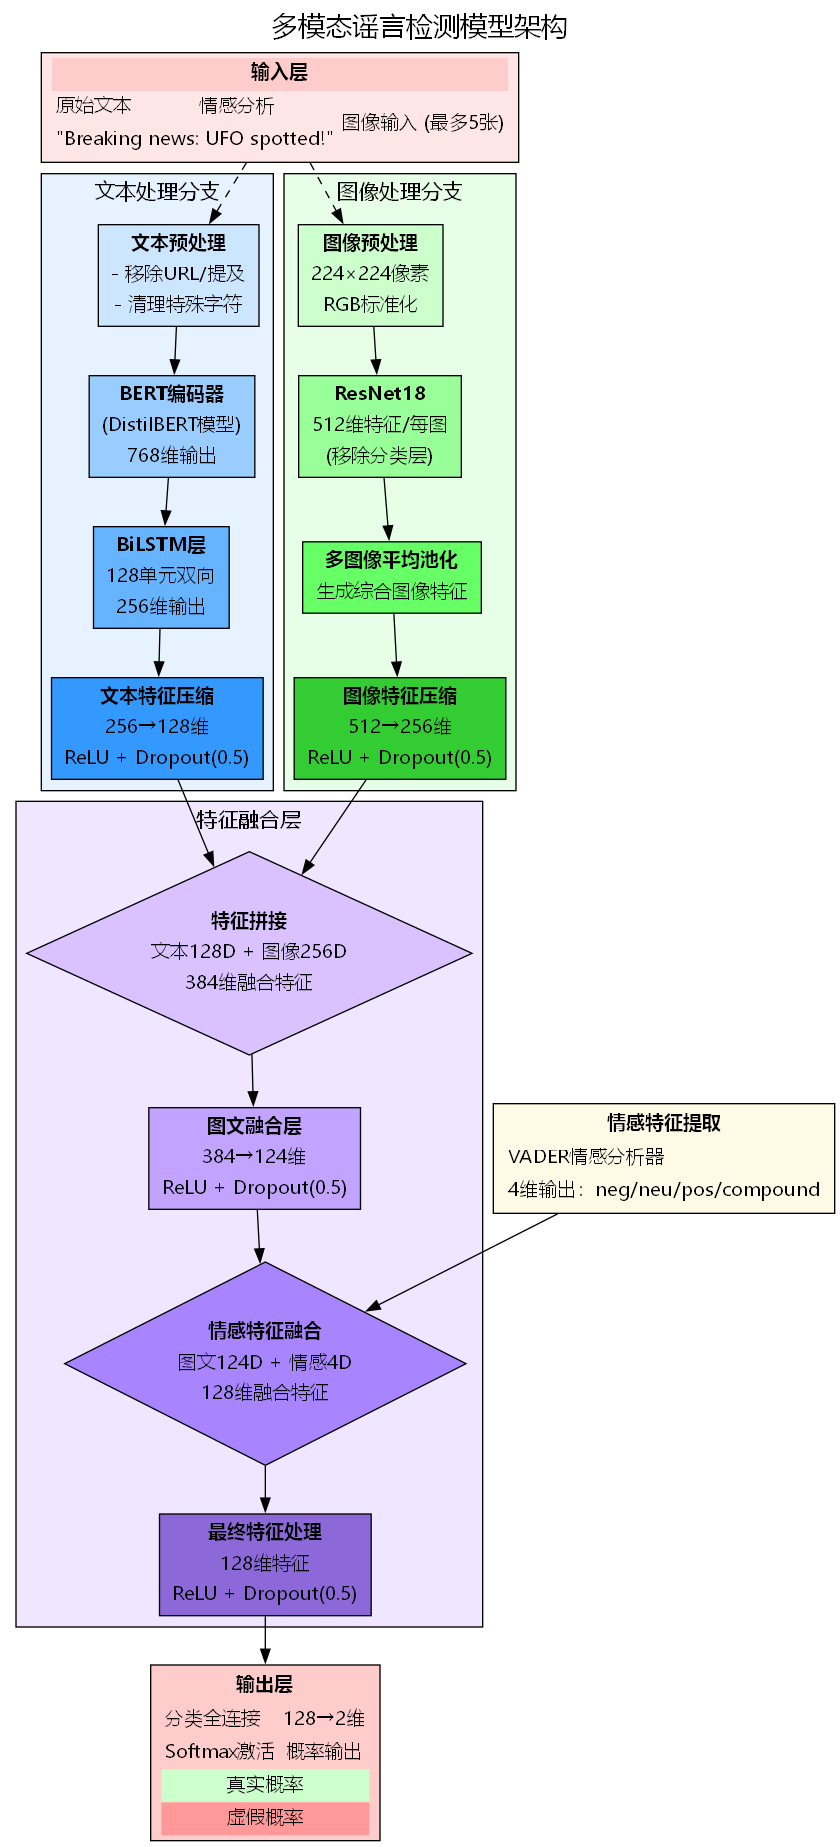 多模态谣言检测模型架构
输入层
原始文本 情感分析
"Breaking news: UFO spotted!"
图像输入 (最多5张)
文本处理分支
文本预处理
- 移除URL/提及
- 清理特殊字符
BERT编码器
(DistilBERT模型)
768维输出
BiLSTM层
128单元双向
256维输出
文本特征压缩
256→128维
ReLU + Dropout(0.5)
图像处理分支
图像预处理
224×224像素
RGB标准化
ResNet18
512维特征/每图
(移除分类层)
多图像平均池化
生成综合图像特征
图像特征压缩
512→256维
ReLU + Dropout(0.5)
特征融合层
特征拼接
文本128D + 图像256D
384维融合特征
图文融合层
384→124维
ReLU + Dropout(0.5)
情感特征提取
VADER情感分析器
4维输出：neg/neu/pos/compound
情感特征融合
图文124D + 情感4D
128维融合特征
最终特征处理
128维特征
ReLU + Dropout(0.5)
输出层
分类全连接 128→2维
Softmax激活 概率输出
真实概率
虚假概率